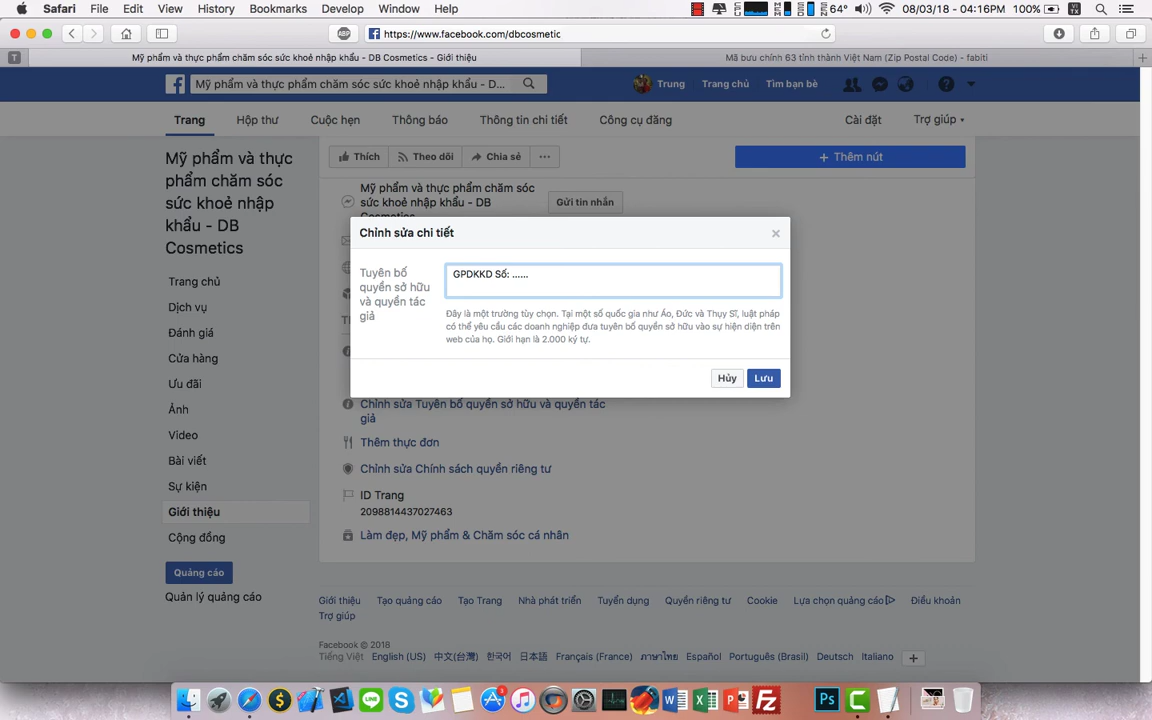 Safari File Edit View History Bookmarks Develop Window Help 64° 08/03/18 - 04:16PM 100%
ABP https://www.facebook.com/dbcosmetic
T Mỹ phẩm và thực phẩm chăm sóc sức khoẻ nhập khẩu - DB Cosmetics - Giới thiệu Mã bưu chính 63 tỉnh thành Việt Nam (Zip Postal Code) - fabiti
Mỹ phẩm và thực phẩm chăm sóc sức khoẻ nhập khẩu - D... Trung Trang chủ Tìm bạn bè
Trang Hộp thư Cuộc hẹn Thông báo Thông tin chi tiết Công cụ đăng Cài đặt Trợ giúp
Mỹ phẩm và thực
phẩm chăm sóc
sức khoẻ nhập
khẩu - DB
Cosmetics
Trang chủ
Dịch vụ
Đánh giá
Cửa hàng
Ưu đãi
Ảnh
Video
Bài viết
Sự kiện
Giới thiệu
Cộng đồng
Quảng cáo
Quản lý quảng cáo
Thích Theo dõi Chia sẻ ... + Thêm nút
Mỹ phẩm và thực phẩm chăm sóc
sức khoẻ nhập khẩu - DB
Cosmetics
Gửi tin nhắn
Chỉnh sửa chi tiết
Tuyên bố
quyền sở hữu
và quyền tác
giả
GPDKKD Số: ......
Đây là một trường tùy chọn. Tại một số quốc gia như Áo, Đức và Thụy Sĩ, luật pháp
có thể yêu cầu các doanh nghiệp đưa tuyên bố quyền sở hữu vào sự hiện diện trên
web của họ. Giới hạn là 2.000 ký tự.
Hủy Lưu
Chỉnh sửa Tuyên bố quyền sở hữu và quyền tác
giả
Thêm thực đơn
Chỉnh sửa Chính sách quyền riêng tư
ID Trang
2098814437027463
Làm đẹp, Mỹ phẩm & Chăm sóc cá nhân
Giới thiệu Tạo quảng cáo Tạo Trang Nhà phát triển Tuyển dụng Quyền riêng tư Cookie Lựa chọn quảng cáo Điều khoản
Trợ giúp
Facebook © 2018
Tiếng Việt English (US) 中文(台灣) 한국어 日本語 Français (France) ภาษาไทย Español Português (Brasil) Deutsch Italiano